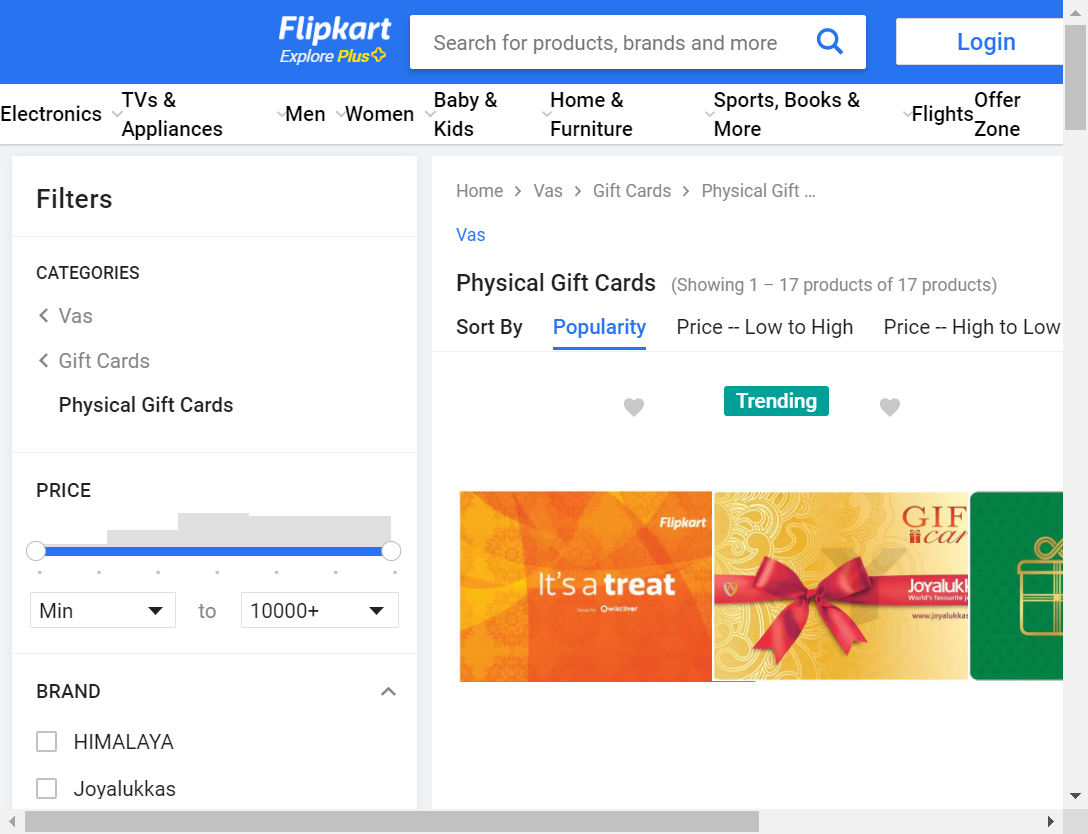 Flipkart
Explore Plus
Search for products, brands and more
Login
Electronics
TVs & Appliances
Men
Women
Baby & Kids
Home & Furniture
Sports, Books & More
Flights
Offer Zone
Filters
CATEGORIES
Vas
Gift Cards
Physical Gift Cards
PRICE
Min
to
10000+
BRAND
HIMALAYA
Joyalukkas
Home
Vas
Gift Cards
Physical Gift ...
Vas
Physical Gift Cards (Showing 1 – 17 products of 17 products)
Sort By Popularity Price -- Low to High Price -- High to Low
Trending
Flipkart
It's a treat
Qwikcilver
GIF
car
Joyalukk
World's favourite j
www.joyalukkas